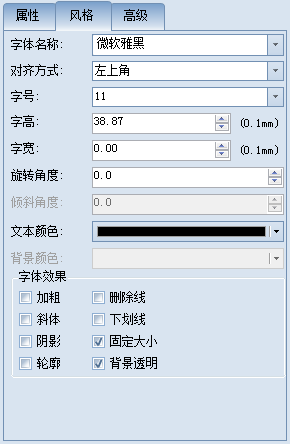 属性 风格 高级
字体名称: 微软雅黑
对齐方式: 左上角
字号: 11
字高: 38.87 (0.1mm)
字宽: 0.00 (0.1mm)
旋转角度: 0.0
倾斜角度: 0.0
文本颜色:
背景颜色:
字体效果
加粗 删除线
斜体 下划线
阴影 固定大小
轮廓 背景透明